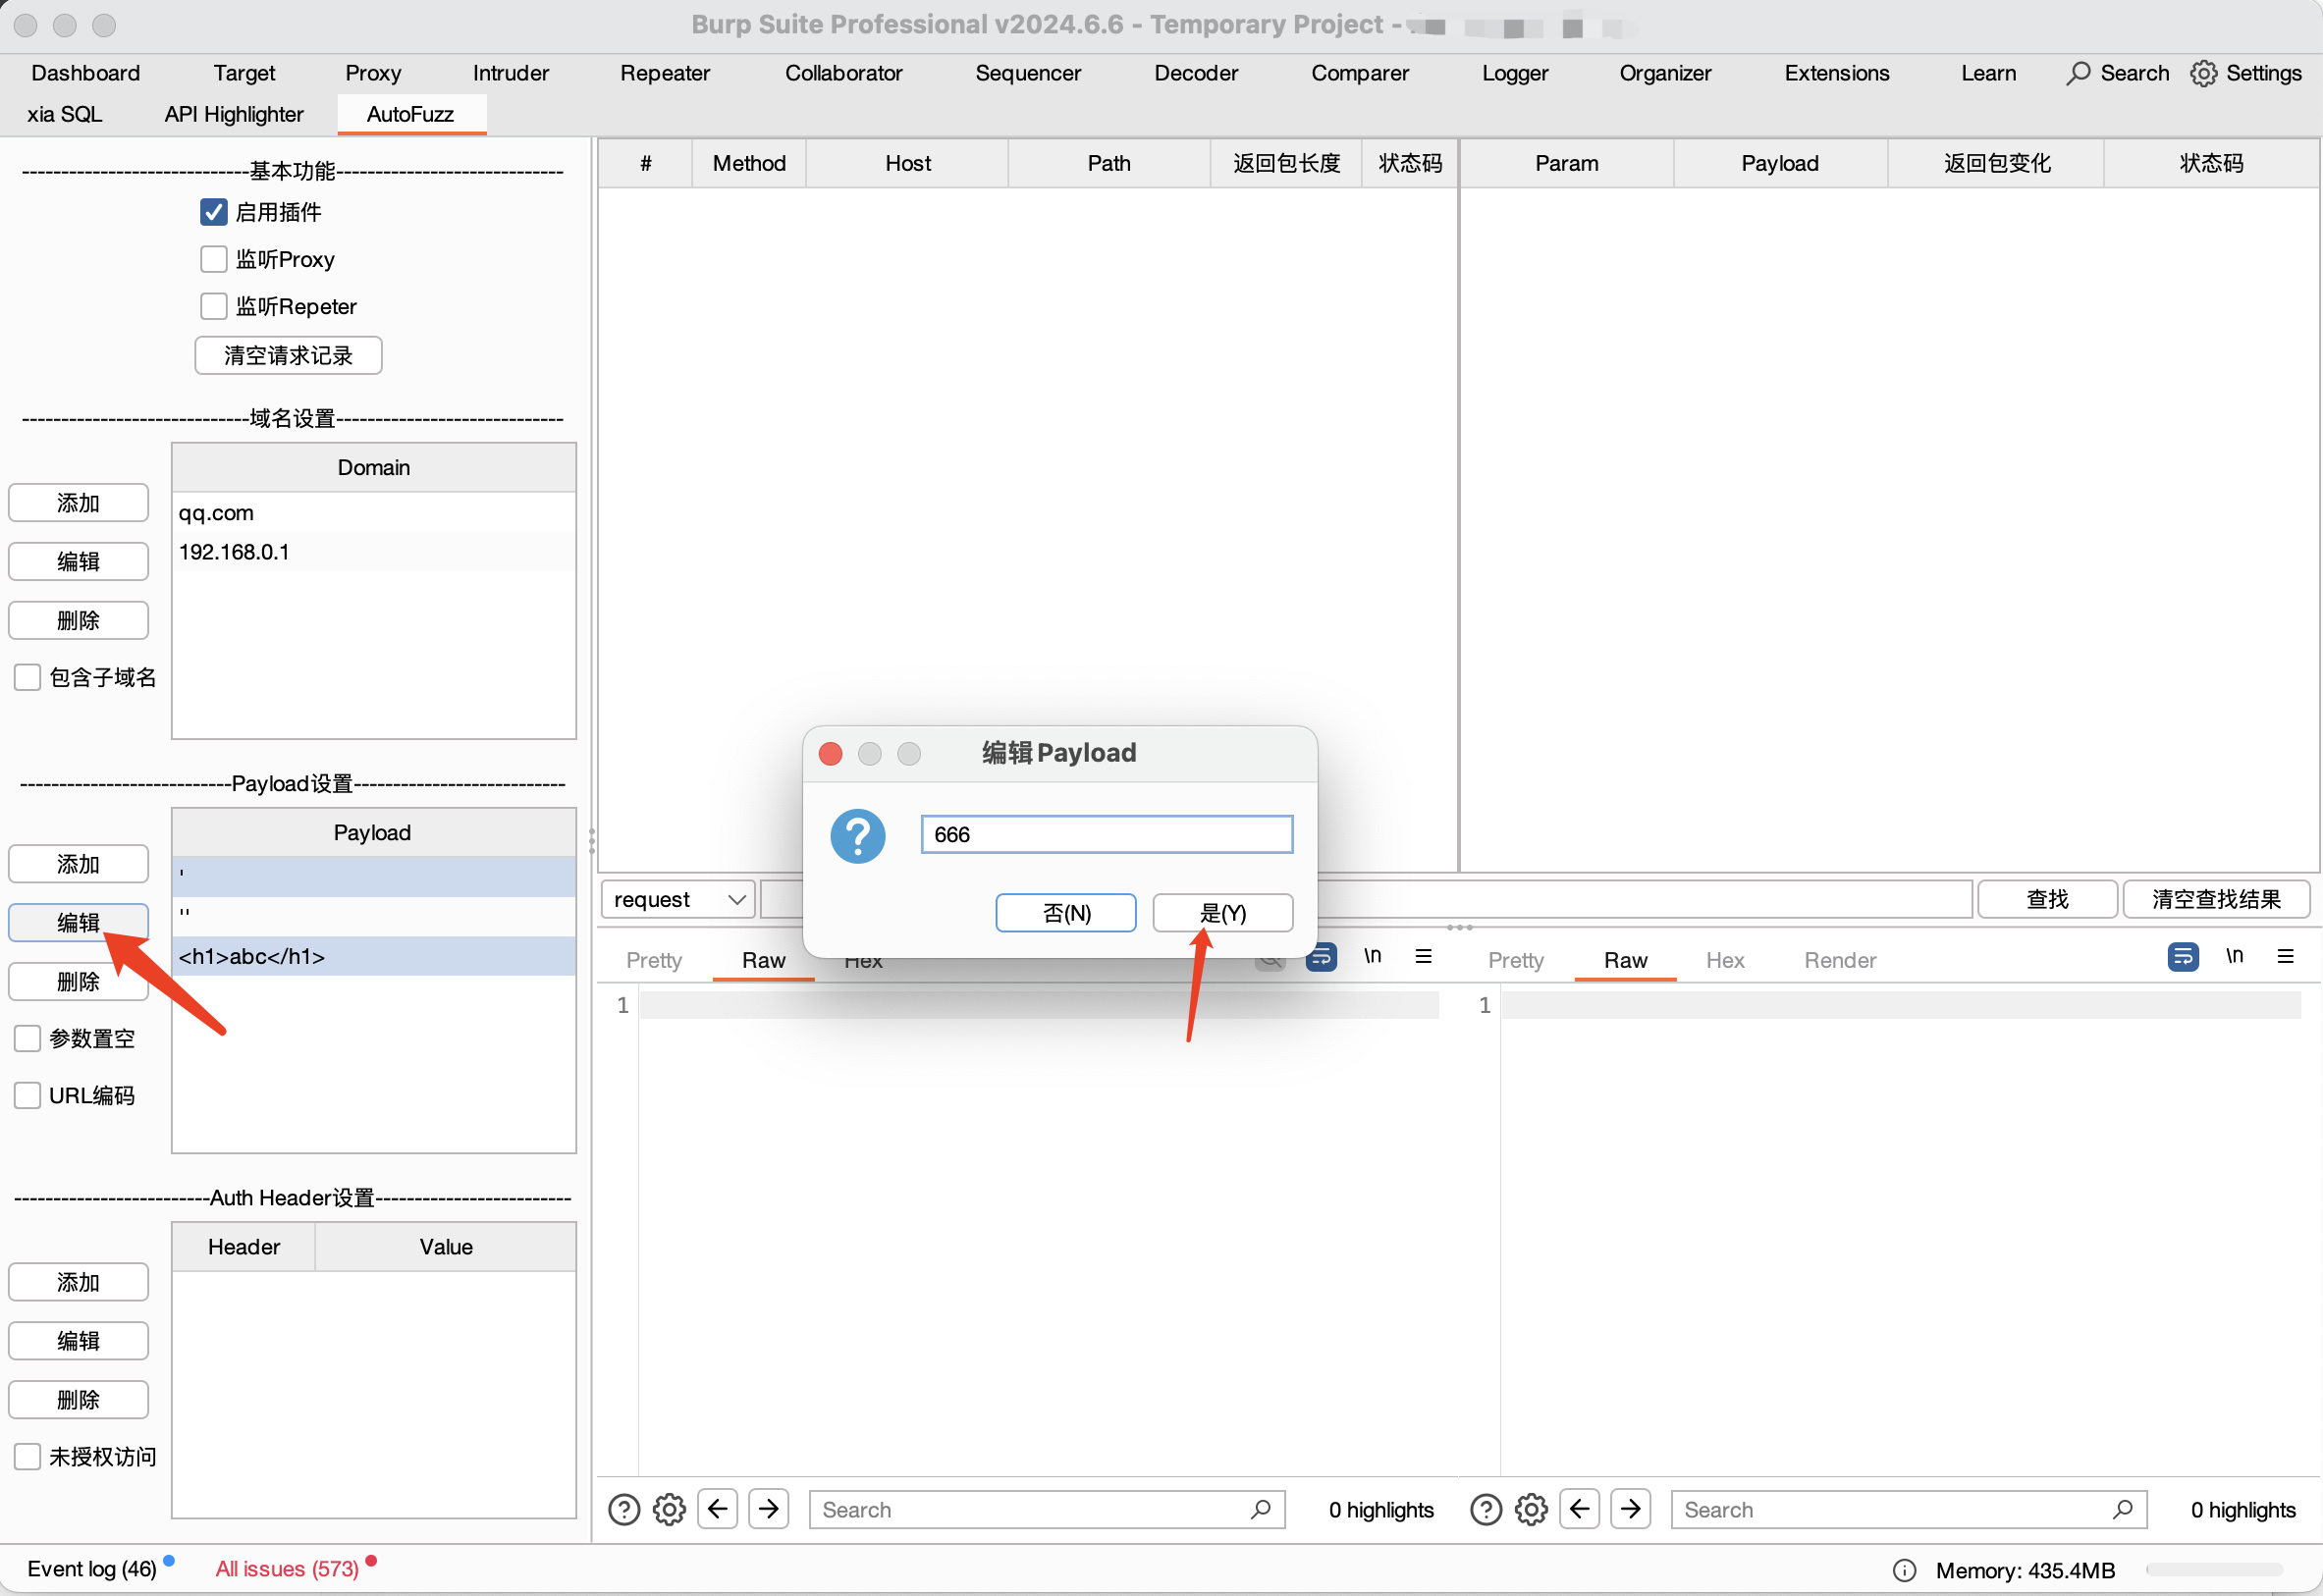 Burp Suite Professional v2024.6.6 - Temporary Project -
Dashboard Target Proxy Intruder Repeater Collaborator Sequencer Decoder Comparer Logger Organizer Extensions Learn Search Settings
xia SQL API Highlighter AutoFuzz
-----------------------------基本功能-----------------------------
启用插件
监听Proxy
监听Repeter
清空请求记录
-----------------------------域名设置-----------------------------
Domain
添加
qq.com
编辑
192.168.0.1
删除
包含子域名
---------------------------Payload设置---------------------------
Payload
添加
'
编辑
''
删除
<h1>abc</h1>
参数置空
URL编码
-------------------------Auth Header设置-------------------------
Header Value
添加
编辑
删除
未授权访问
# Method Host Path 返回包长度 状态码
Param Payload 返回包变化 状态码
编辑Payload
666
否(N) 是(Y)
request
查找 清空查找结果
Pretty Raw Hex \n
1
Pretty Raw Hex Render \n
1
Search 0 highlights
Search 0 highlights
Event log (46) All issues (573)
Memory: 435.4MB